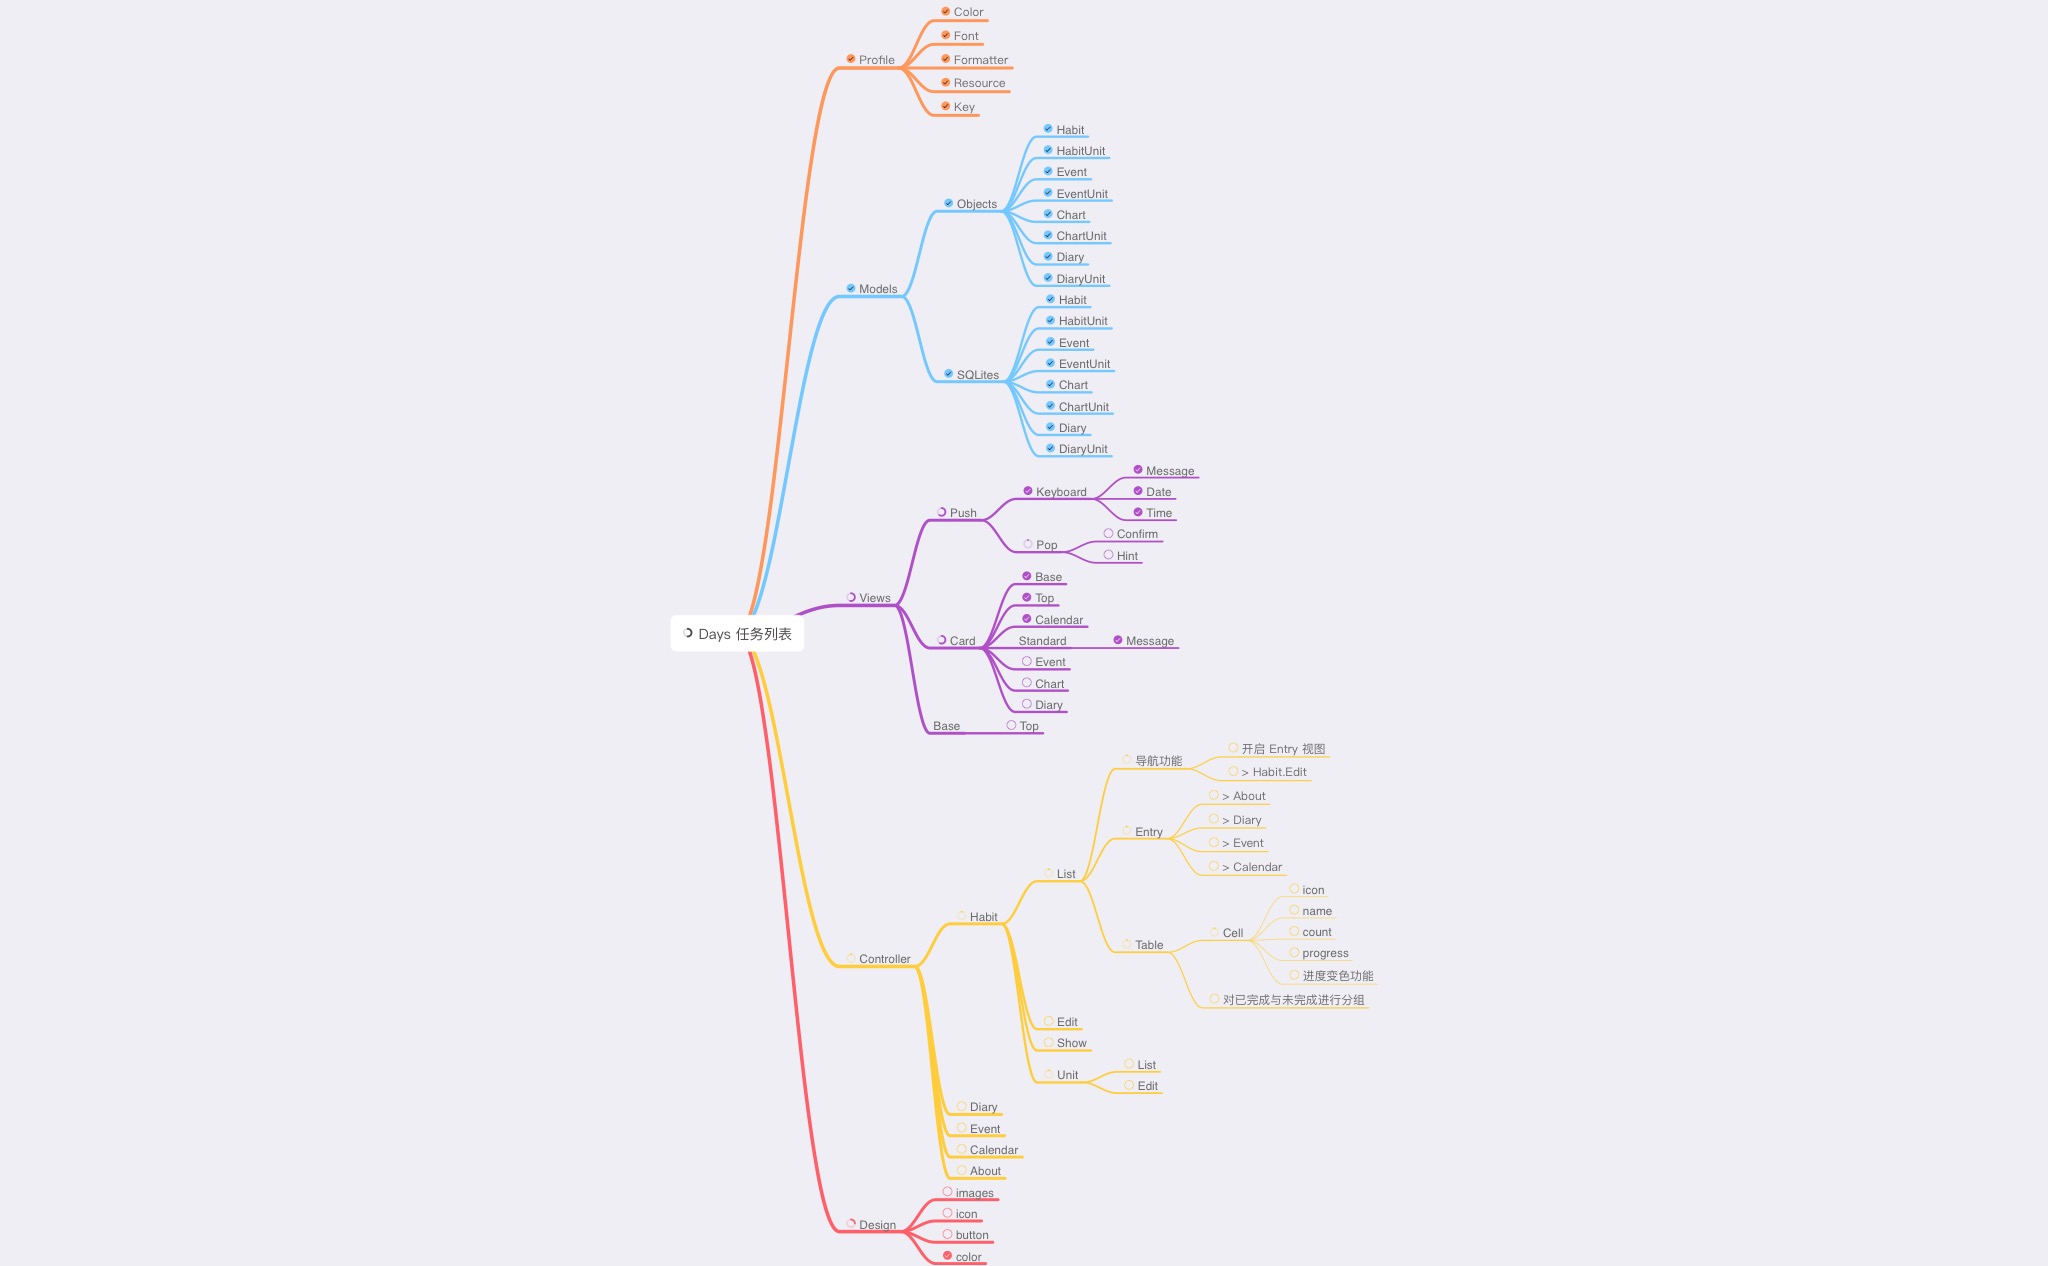 Days 任务列表
Profile
Color
Font
Formatter
Resource
Key
Models
Objects
Habit
HabitUnit
Event
EventUnit
Chart
ChartUnit
Diary
DiaryUnit
SQLites
Habit
HabitUnit
Event
EventUnit
Chart
ChartUnit
Diary
DiaryUnit
Views
Push
Keyboard
Message
Date
Time
Pop
Confirm
Hint
Card
Base
Top
Calendar
Standard
Message
Event
Chart
Diary
Base
Top
Controller
Habit
List
导航功能
开启 Entry 视图
> Habit.Edit
Entry
> About
> Diary
> Event
> Calendar
Table
Cell
icon
name
count
progress
进度变色功能
对已完成与未完成进行分组
Edit
Show
Unit
List
Edit
Diary
Event
Calendar
About
Design
images
icon
button
color